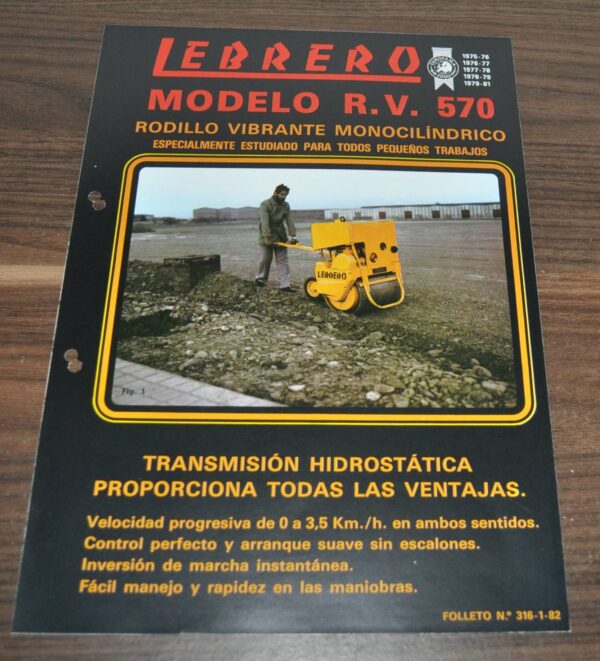 LEBRERO
1975-76
1976-77
1977-78
1978-79
1979-81
MODELO R.V. 570
RODILLO VIBRANTE MONOCILÍNDRICO
ESPECIALMENTE ESTUDIADO PARA TODOS PEQUEÑOS TRABAJOS
LEBRERO
Fig. 1
TRANSMISIÓN HIDROSTÁTICA
PROPORCIONA TODAS LAS VENTAJAS.
Velocidad progresiva de 0 a 3,5 Km./h. en ambos sentidos.
Control perfecto y arranque suave sin escalones.
Inversión de marcha instantánea.
Fácil manejo y rapidez en las maniobras.
FOLLETO N.º 316-1-82